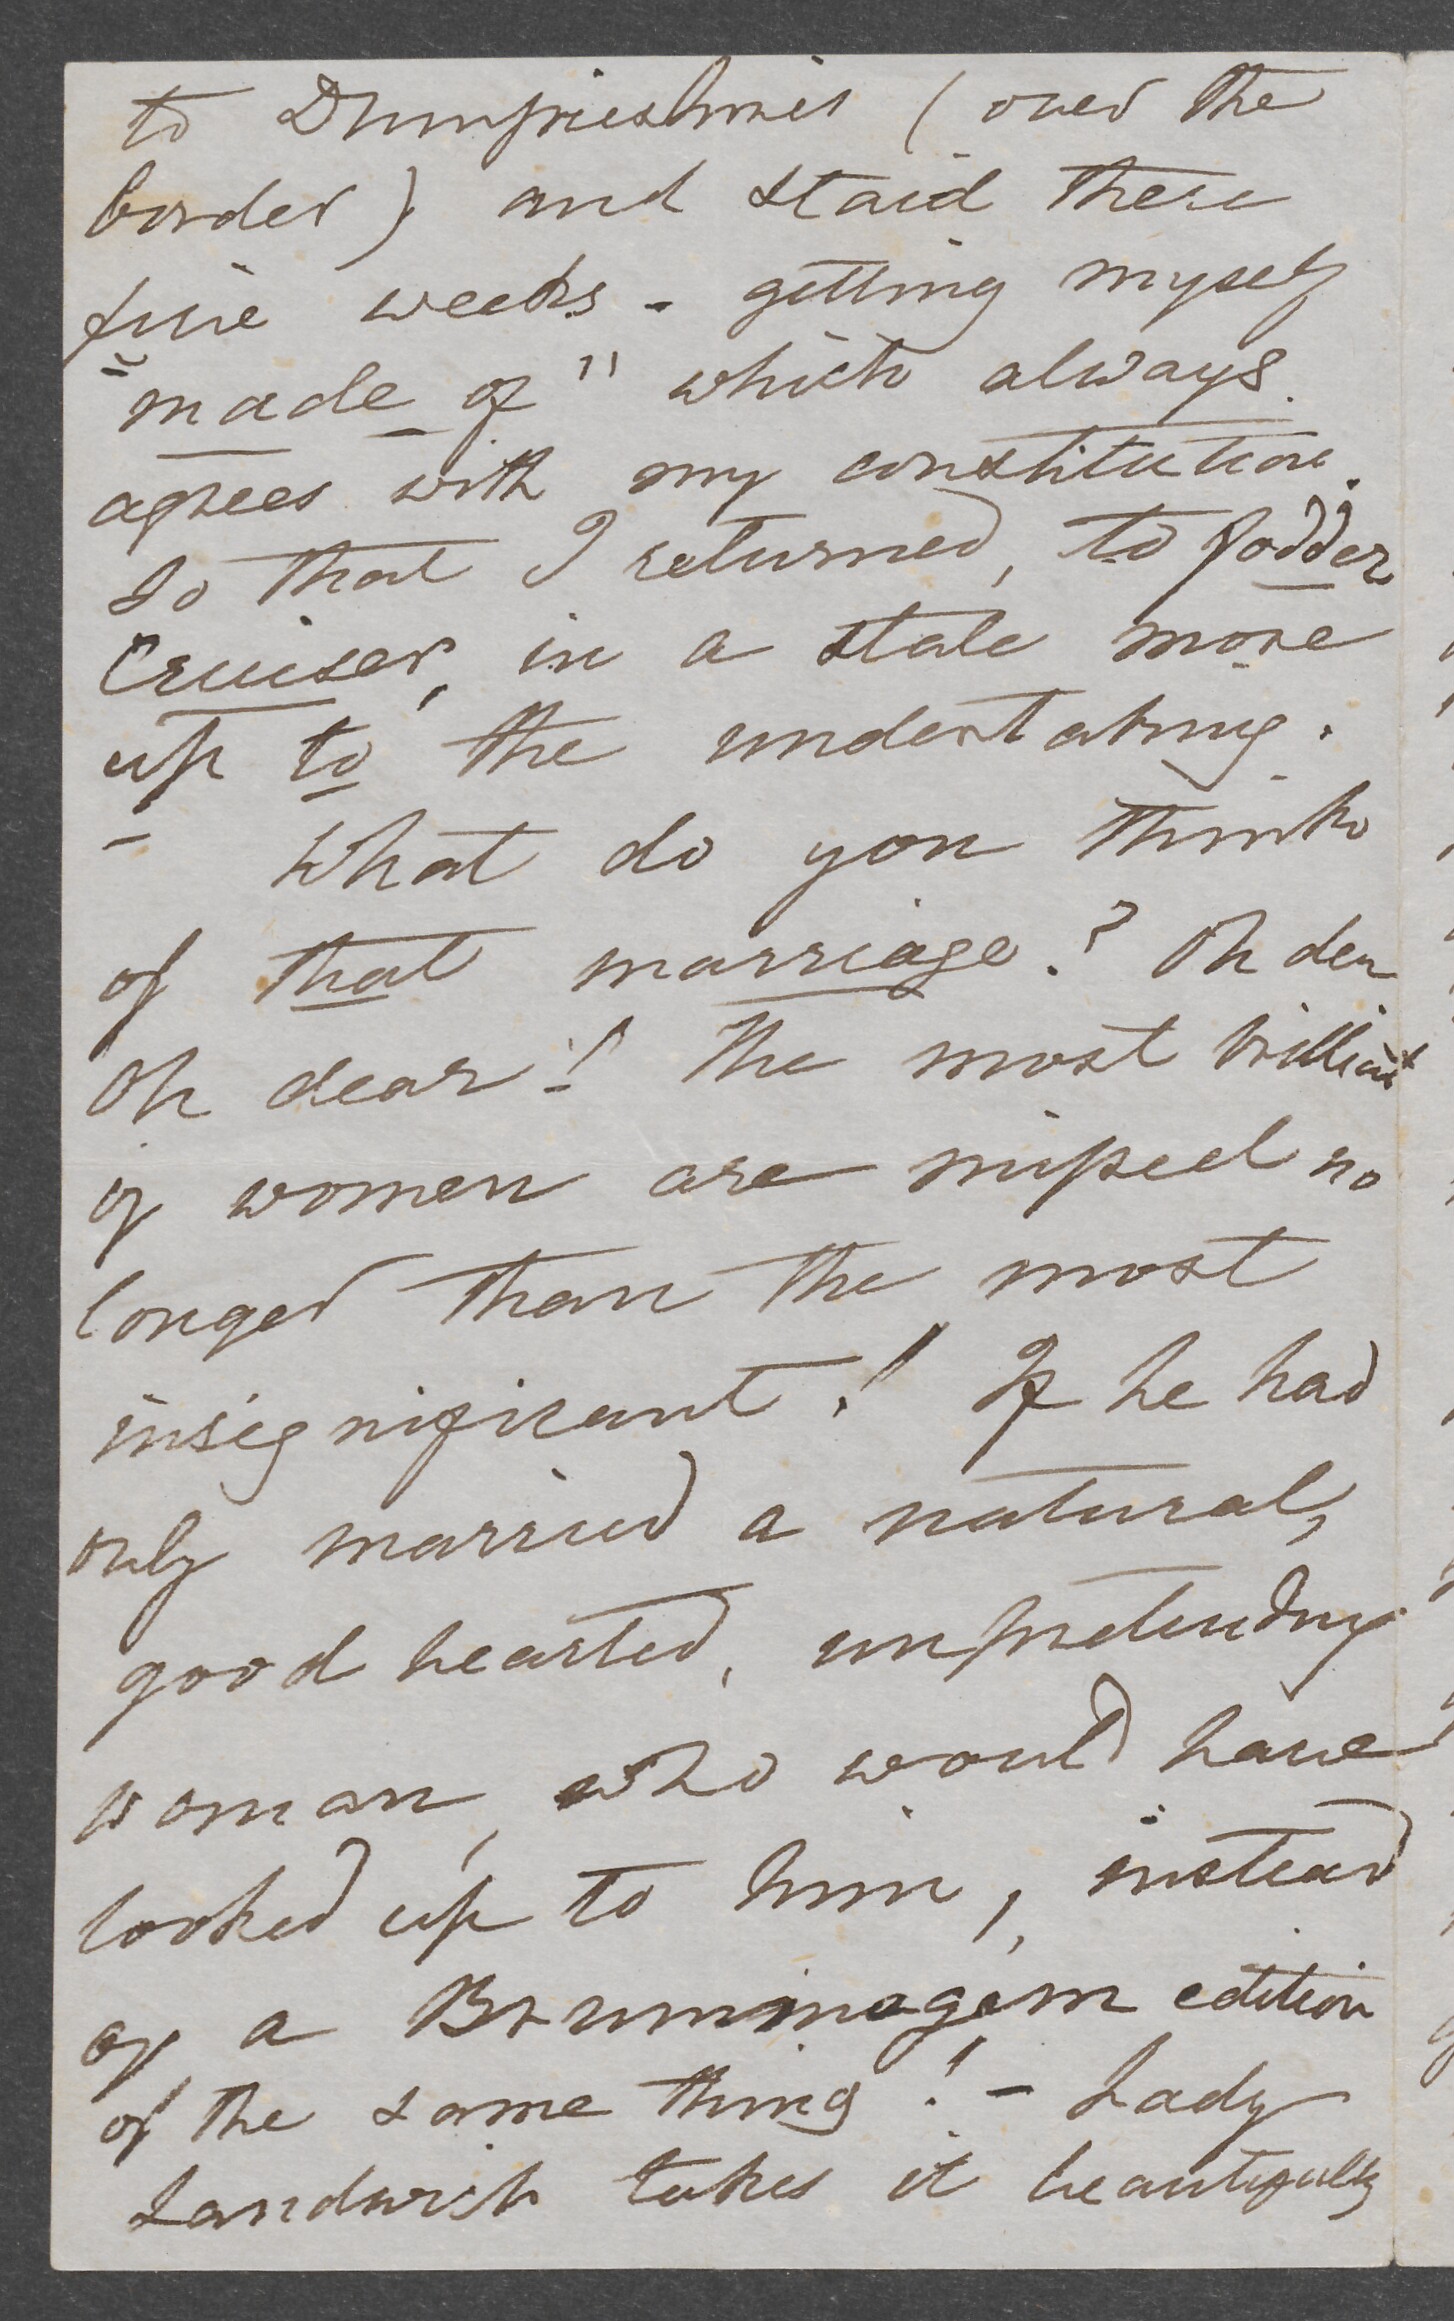 to Dumfriesshire (over the
border) and staid there
five weeks - getting myself
"made of" which always
agrees with my constitution.
So that I returned, to fodder
Cruiser, in a state more
up to the undertaking.
- What do you think
of that marriage? Oh dear
Oh dear! The most brilliant
of women are missed no
longer than the most
insignificant! If he had
only married a natural,
good hearted, unpretending
woman, who would have
looked up to him, instead
of a Brummagem edition
of the same thing! - Lady
Sandwich takes it beautifully